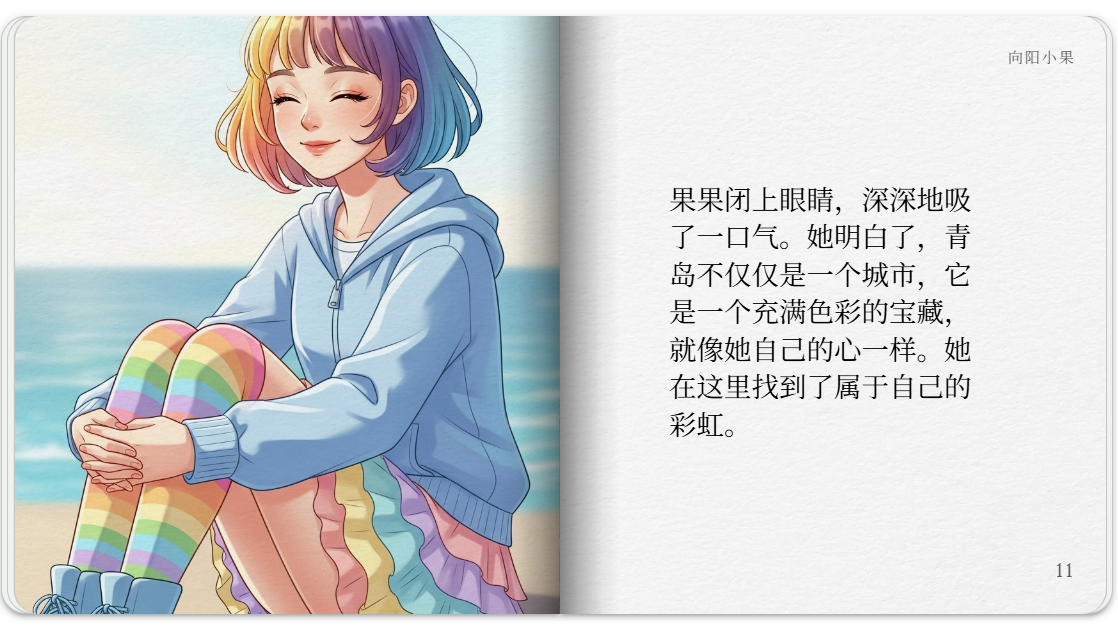 向阳小果
果果闭上眼睛，深深地吸
了一口气。她明白了，青
岛不仅仅是一个城市，它
是一个充满色彩的宝藏，
就像她自己的心一样。她
在这里找到了属于自己的
彩虹。
11